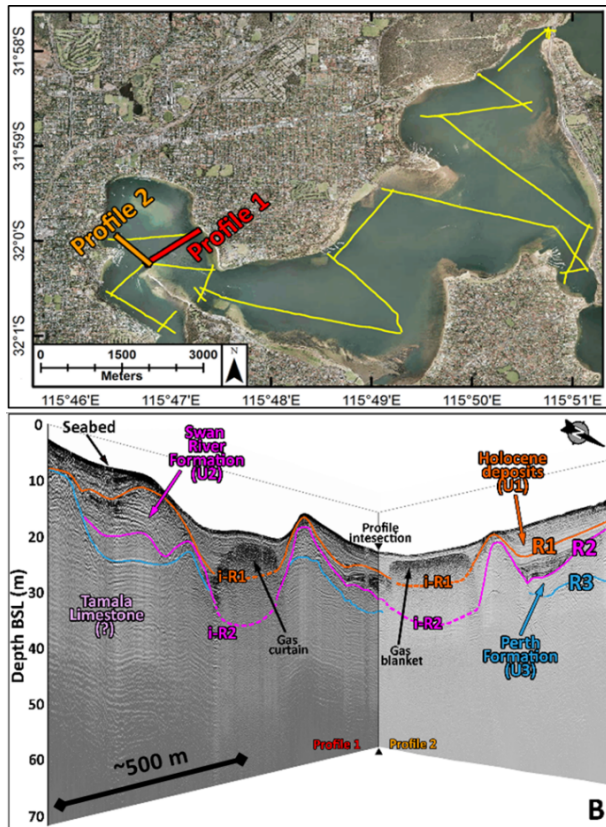 31°58'S
31°59'S
32°0'S
32°1'S
Profile 2
Profile 1
0 1500 3000
Meters
N
115°46'E 115°47'E 115°48'E 115°49'E 115°50'E 115°51'E
Depth BSL (m)
0
10
20
30
40
50
60
70
Seabed
Swan
River
Formation
(U2)
Holocene
deposits
(U1)
Profile
intesection
R1
R2
R3
i-R1
i-R1
i-R2
i-R2
Tamala
Limestone
(?)
Gas
curtain
Gas
blanket
Perth
Formation
(U3)
~500 m
Profile 1
Profile 2
B